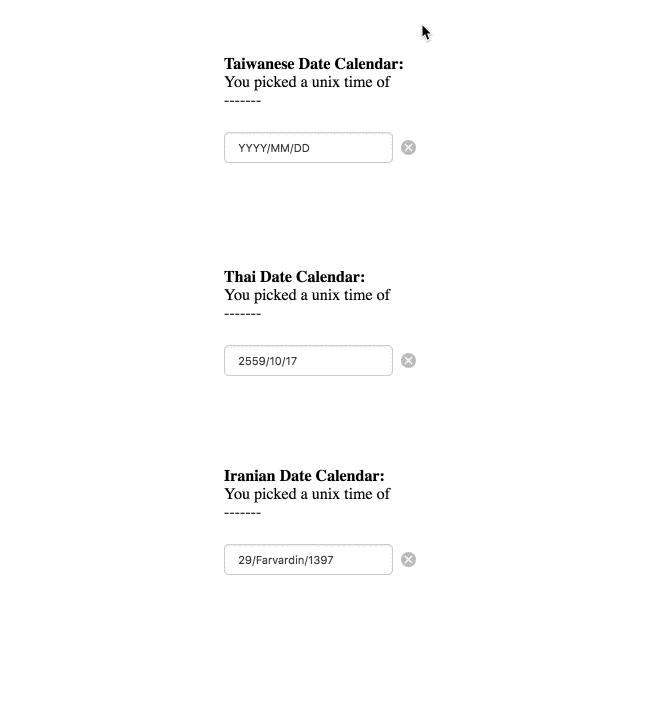 Taiwanese Date Calendar:
You picked a unix time of
-------
YYYY/MM/DD
Thai Date Calendar:
You picked a unix time of
-------
2559/10/17
Iranian Date Calendar:
You picked a unix time of
-------
29/Farvardin/1397